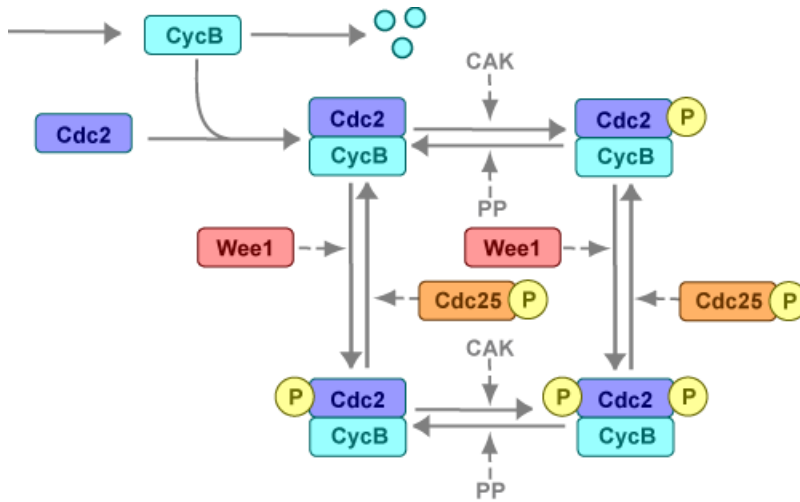 CycB
CAK
Cdc2
Cdc2
CycB
Cdc2
P
CycB
PP
Wee1
Wee1
Cdc25 P
Cdc25 P
CAK
P Cdc2
CycB
P Cdc2 P
CycB
PP